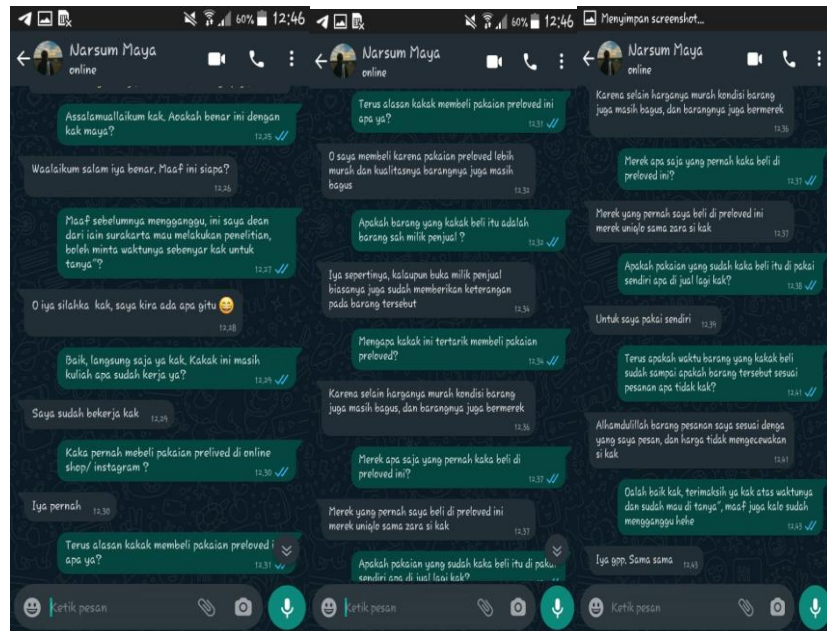 60% 12:46
Narsum Maya
online
Assalamuallaikum kak, Aoakah benar ini dengan
kak maya?
12,25
Waalaikum salam iya benar, Maaf ini siapa?
12,26
Maaf sebelumnya mengganggu, ini saya dean
dari iain surakarta mau melakukan penelitian,
boleh minta waktunya sebenyar kak untuk
tanya"?
12,27
O iya silahka kak, saya kira ada apa gitu 😄
12,28
Baik, langsung saja ya kak, Kakak ini masih
kuliah apa sudah kerja ya?
12,29
Saya sudah bekerja kak
12,29
Kaka pernah mebeli pakaian prelived di online
shop/ instagram ?
12,30
Iya pernah
12,30
Terus alasan kakak membeli pakaian preloved i
apa ya?
12,31
Ketik pesan
60% 12:46
Narsum Maya
online
Terus alasan kakak membeli pakaian preloved ini
apa ya?
12,31
O saya membeli karena pakaian preloved lebih
murah dan kualitasnya barangnya juga masih
bagus
12,32
Apakah barang yang kakak beli itu adalah
barang sah milik penjual ?
12,32
Iya sepertinya, kalaupun buka milik penjual
biasanya juga sudah memberikan keterangan
pada barang tersebut
12,34
Mengapa kakak ini tertarik membeli pakaian
preloved?
12,34
Karena selain harganya murah kondisi barang
juga masih bagus, dan barangnya juga bermerek
12,36
Merek apa saja yang pernah kaka beli di
preloved ini?
12,37
Merek yang pernah saya beli di preloved ini
merek uniqlo sama zara si kak
12,37
Apakah pakaian yang sudah kaka beli itu di pakai
sendiri apa di jual lagi kak?
Ketik pesan
Menyimpan screenshot...
Narsum Maya
online
Karena selain harganya murah kondisi barang
juga masih bagus, dan barangnya juga bermerek
12,36
Merek apa saja yang pernah kaka beli di
preloved ini?
12,37
Merek yang pernah saya beli di preloved ini
merek uniqlo sama zara si kak
12,37
Apakah pakaian yang sudah kaka beli itu di pakai
sendiri apa di jual lagi kak?
12,38
Untuk saya pakai sendiri
12,39
Terus apakah waktu barang yang kakak beli
sudah sampai apakah barang tersebut sesuai
pesanan apa tidak kak?
12,41
Alhamdulillah barang pesanan saya sesuai denga
yang saya pesan, dan harga tidak mengecewakan
si kak
12,41
Oalah baik kak, terimaksih ya kak atas waktunya
dan sudah mau di tanya", maaf juga kalo sudah
mengganggu hehe
12,43
Iya gpp, Sama sama
12,43
Ketik pesan